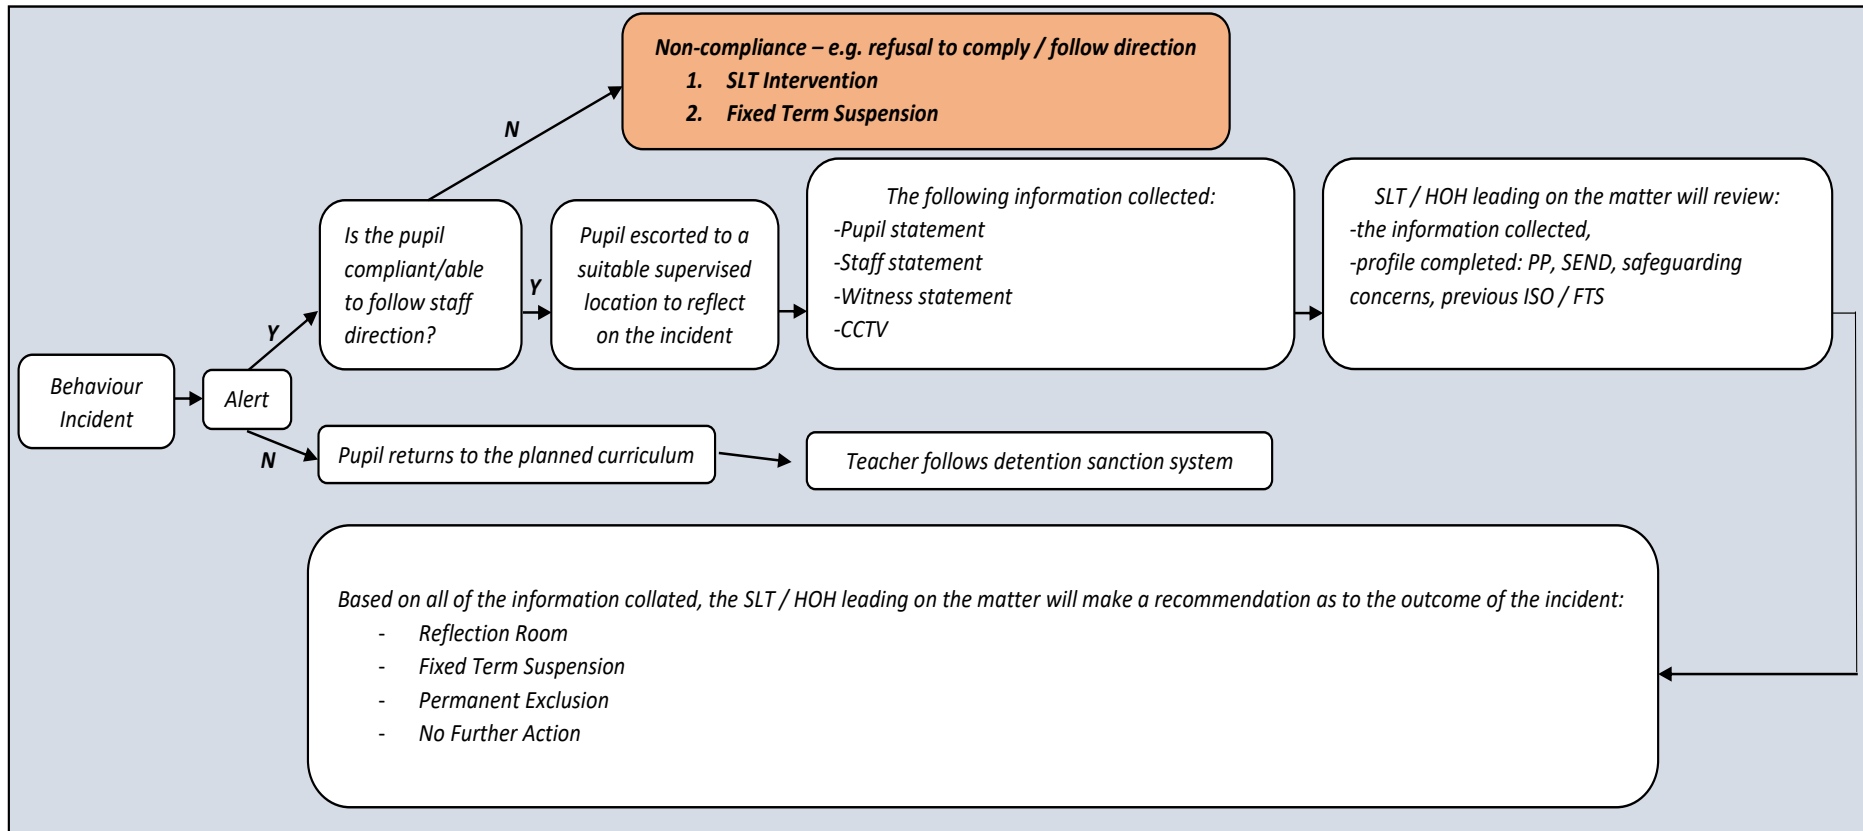 Non-compliance – e.g. refusal to comply / follow direction
1. SLT Intervention
2. Fixed Term Suspension
N
Is the pupil
compliant/able
to follow staff
direction?
Y
Pupil escorted to a
suitable supervised
location to reflect
on the incident
The following information collected:
-Pupil statement
-Staff statement
-Witness statement
-CCTV
SLT / HOH leading on the matter will review:
-the information collected,
-profile completed: PP, SEND, safeguarding
concerns, previous ISO / FTS
Y
Behaviour
Incident
Alert
N
Pupil returns to the planned curriculum
Teacher follows detention sanction system
Based on all of the information collated, the SLT / HOH leading on the matter will make a recommendation as to the outcome of the incident:
- Reflection Room
- Fixed Term Suspension
- Permanent Exclusion
- No Further Action